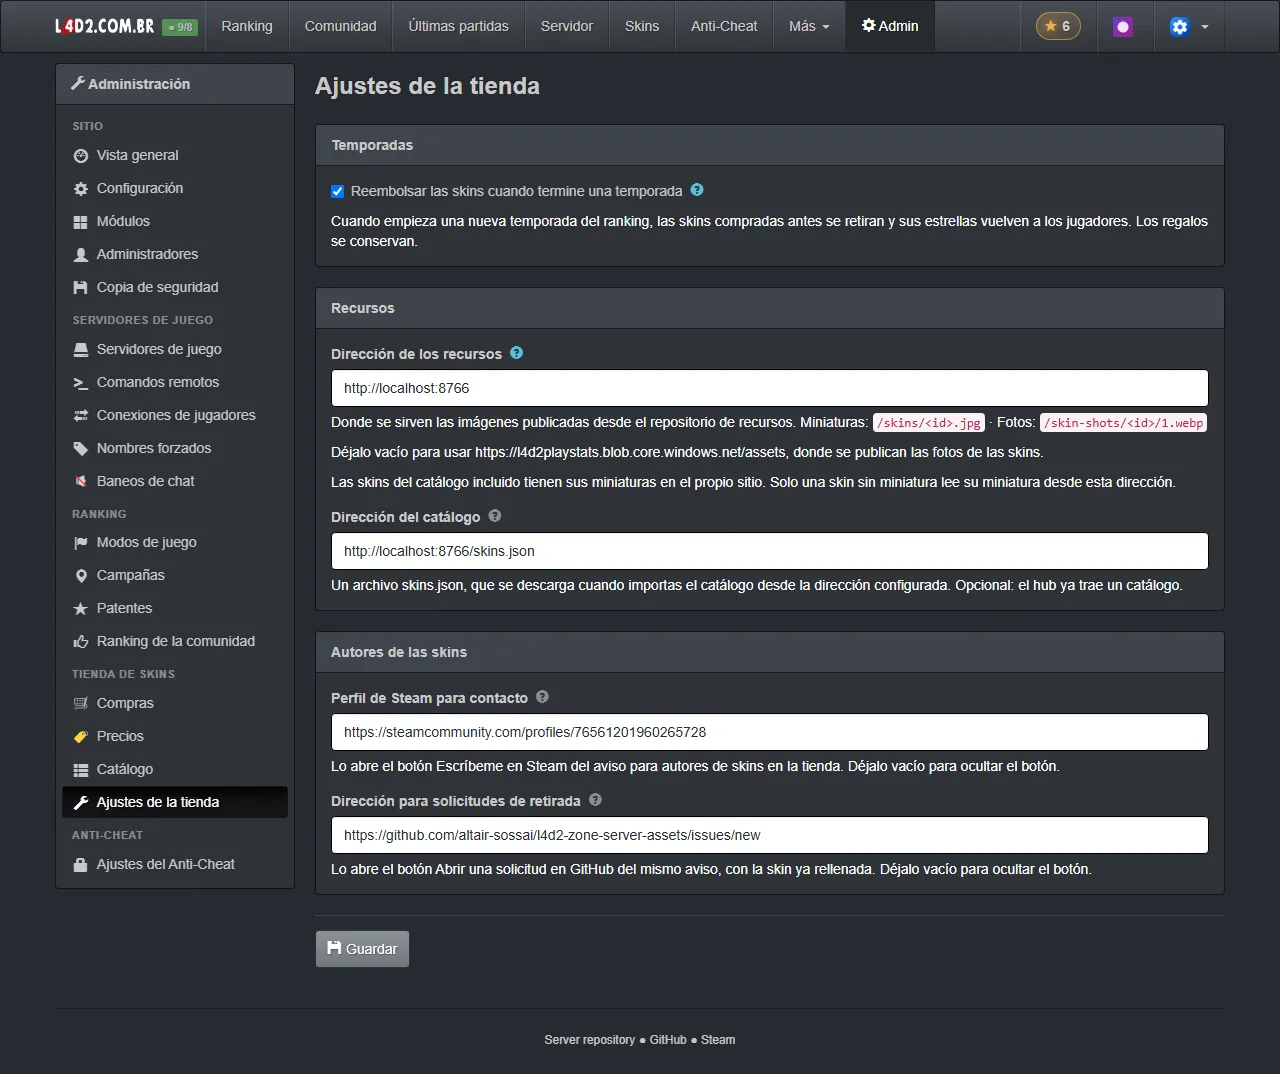 L4D2.COM.BR 9/8 Ranking Comunidad Últimas partidas Servidor Skins Anti-Cheat Más Admin 6
Administración
SITIO
Vista general
Configuración
Módulos
Administradores
Copia de seguridad
SERVIDORES DE JUEGO
Servidores de juego
Comandos remotos
Conexiones de jugadores
Nombres forzados
Baneos de chat
RANKING
Modos de juego
Campañas
Patentes
Ranking de la comunidad
TIENDA DE SKINS
Compras
Precios
Catálogo
Ajustes de la tienda
ANTI-CHEAT
Ajustes del Anti-Cheat
Ajustes de la tienda
Temporadas
Reembolsar las skins cuando termine una temporada ?
Cuando empieza una nueva temporada del ranking, las skins compradas antes se retiran y sus estrellas vuelven a los jugadores. Los regalos
se conservan.
Recursos
Dirección de los recursos ?
http://localhost:8766
Donde se sirven las imágenes publicadas desde el repositorio de recursos. Miniaturas: /skins/<id>.jpg · Fotos: /skin-shots/<id>/1.webp
Déjalo vacío para usar https://l4d2playstats.blob.core.windows.net/assets, donde se publican las fotos de las skins.
Las skins del catálogo incluido tienen sus miniaturas en el propio sitio. Solo una skin sin miniatura lee su miniatura desde esta dirección.
Dirección del catálogo ?
http://localhost:8766/skins.json
Un archivo skins.json, que se descarga cuando importas el catálogo desde la dirección configurada. Opcional: el hub ya trae un catálogo.
Autores de las skins
Perfil de Steam para contacto ?
https://steamcommunity.com/profiles/76561201960265728
Lo abre el botón Escríbeme en Steam del aviso para autores de skins en la tienda. Déjalo vacío para ocultar el botón.
Dirección para solicitudes de retirada ?
https://github.com/altair-sossai/l4d2-zone-server-assets/issues/new
Lo abre el botón Abrir una solicitud en GitHub del mismo aviso, con la skin ya rellenada. Déjalo vacío para ocultar el botón.
Guardar
Server repository ● GitHub ● Steam